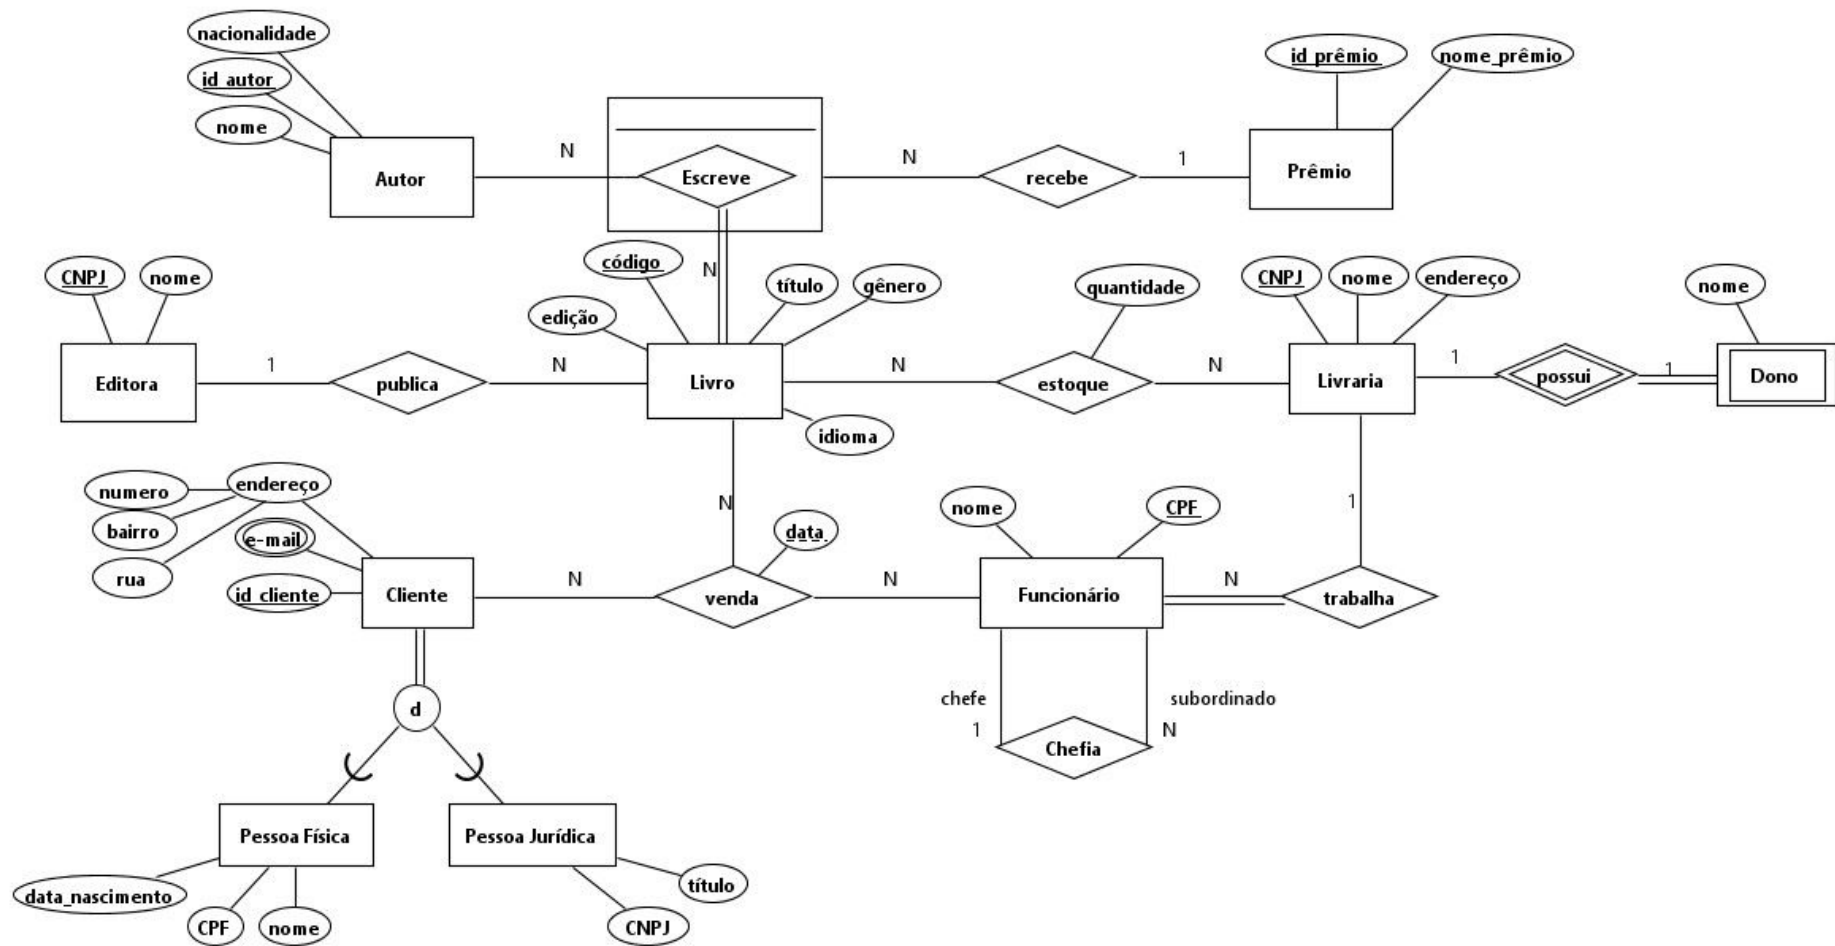 nacionalidade
id_autor
nome
Autor
N
Escreve
N
recebe
1
id_prêmio
nome_prêmio
Prêmio
CNPJ
nome
Editora
1
publica
N
código
N
título
gênero
edição
Livro
idioma
quantidade
N
estoque
N
CNPJ
nome
endereço
Livraria
1
possui
1
nome
Dono
numero
endereço
bairro
e-mail
rua
id_cliente
Cliente
N
N
data
venda
N
nome
CPF
Funcionário
N
1
trabalha
chefe
subordinado
1
N
Chefia
d
Pessoa Física
Pessoa Jurídica
data_nascimento
CPF
nome
CNPJ
título